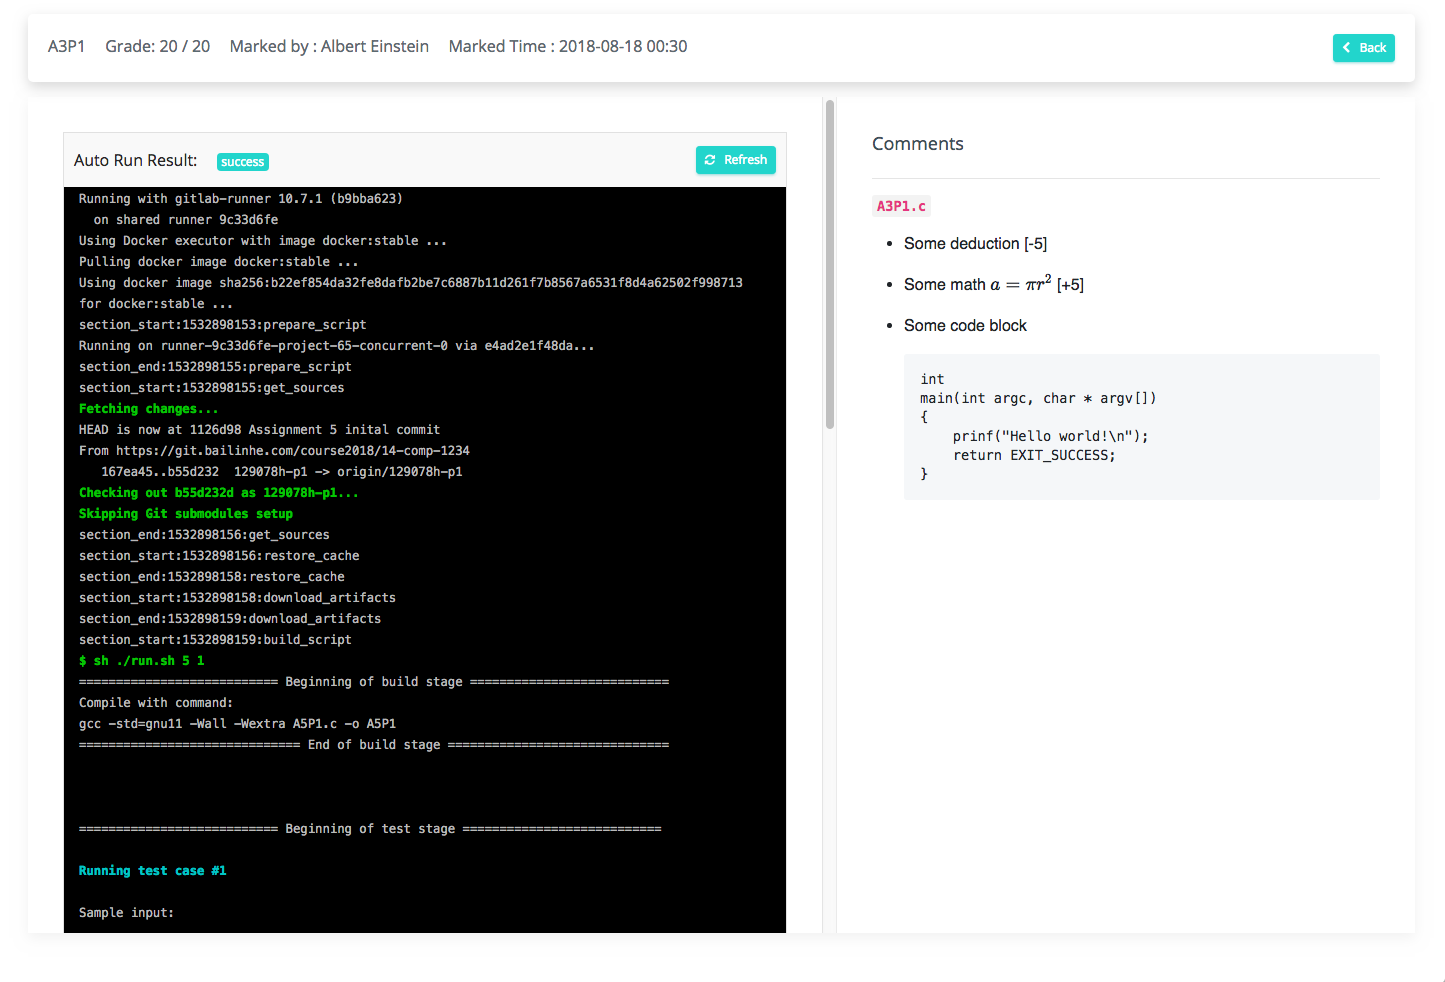 A3P1 Grade: 20 / 20 Marked by : Albert Einstein Marked Time : 2018-08-18 00:30
Back
Auto Run Result: success
Refresh
Running with gitlab-runner 10.7.1 (b9bba623)
on shared runner 9c33d6fe
Using Docker executor with image docker:stable ...
Pulling docker image docker:stable ...
Using docker image sha256:b22ef854da32fe8dafb2be7c6887b11d261f7b8567a6531f8d4a62502f998713
for docker:stable ...
section_start:1532898153:prepare_script
Running on runner-9c33d6fe-project-65-concurrent-0 via e4ad2e1f48da...
section_end:1532898155:prepare_script
section_start:1532898155:get_sources
Fetching changes...
HEAD is now at 1126d98 Assignment 5 inital commit
From https://git.bailinhe.com/course2018/14-comp-1234
167ea45..b55d232  129078h-p1 -> origin/129078h-p1
Checking out b55d232d as 129078h-p1...
Skipping Git submodules setup
section_end:1532898156:get_sources
section_start:1532898156:restore_cache
section_end:1532898158:restore_cache
section_start:1532898158:download_artifacts
section_end:1532898159:download_artifacts
section_start:1532898159:build_script
$ sh ./run.sh 5 1
=========================== Beginning of build stage ===========================
Compile with command:
gcc -std=gnu11 -Wall -Wextra A5P1.c -o A5P1
============================== End of build stage ==============================
=========================== Beginning of test stage ===========================
Running test case #1
Sample input:
Comments
A3P1.c
• Some deduction [-5]
• Some math a = πr² [+5]
• Some code block
int
main(int argc, char * argv[])
{
    prinf("Hello world!\n");
    return EXIT_SUCCESS;
}